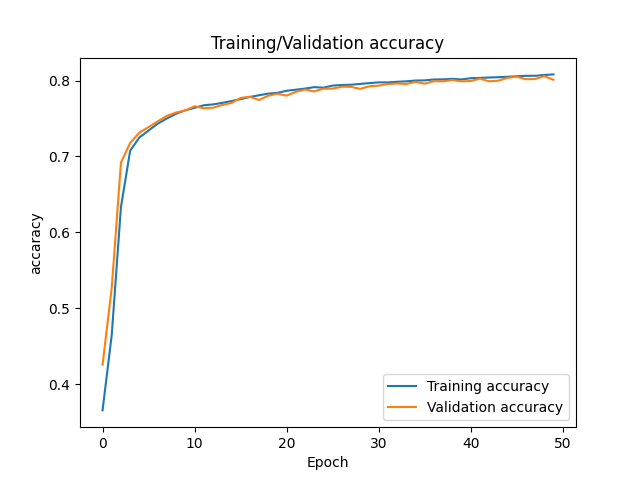 Training/Validation accuracy
accaracy
0.8
0.7
0.6
0.5
0.4
Training accuracy
Validation accuracy
0 10 20 30 40 50
Epoch